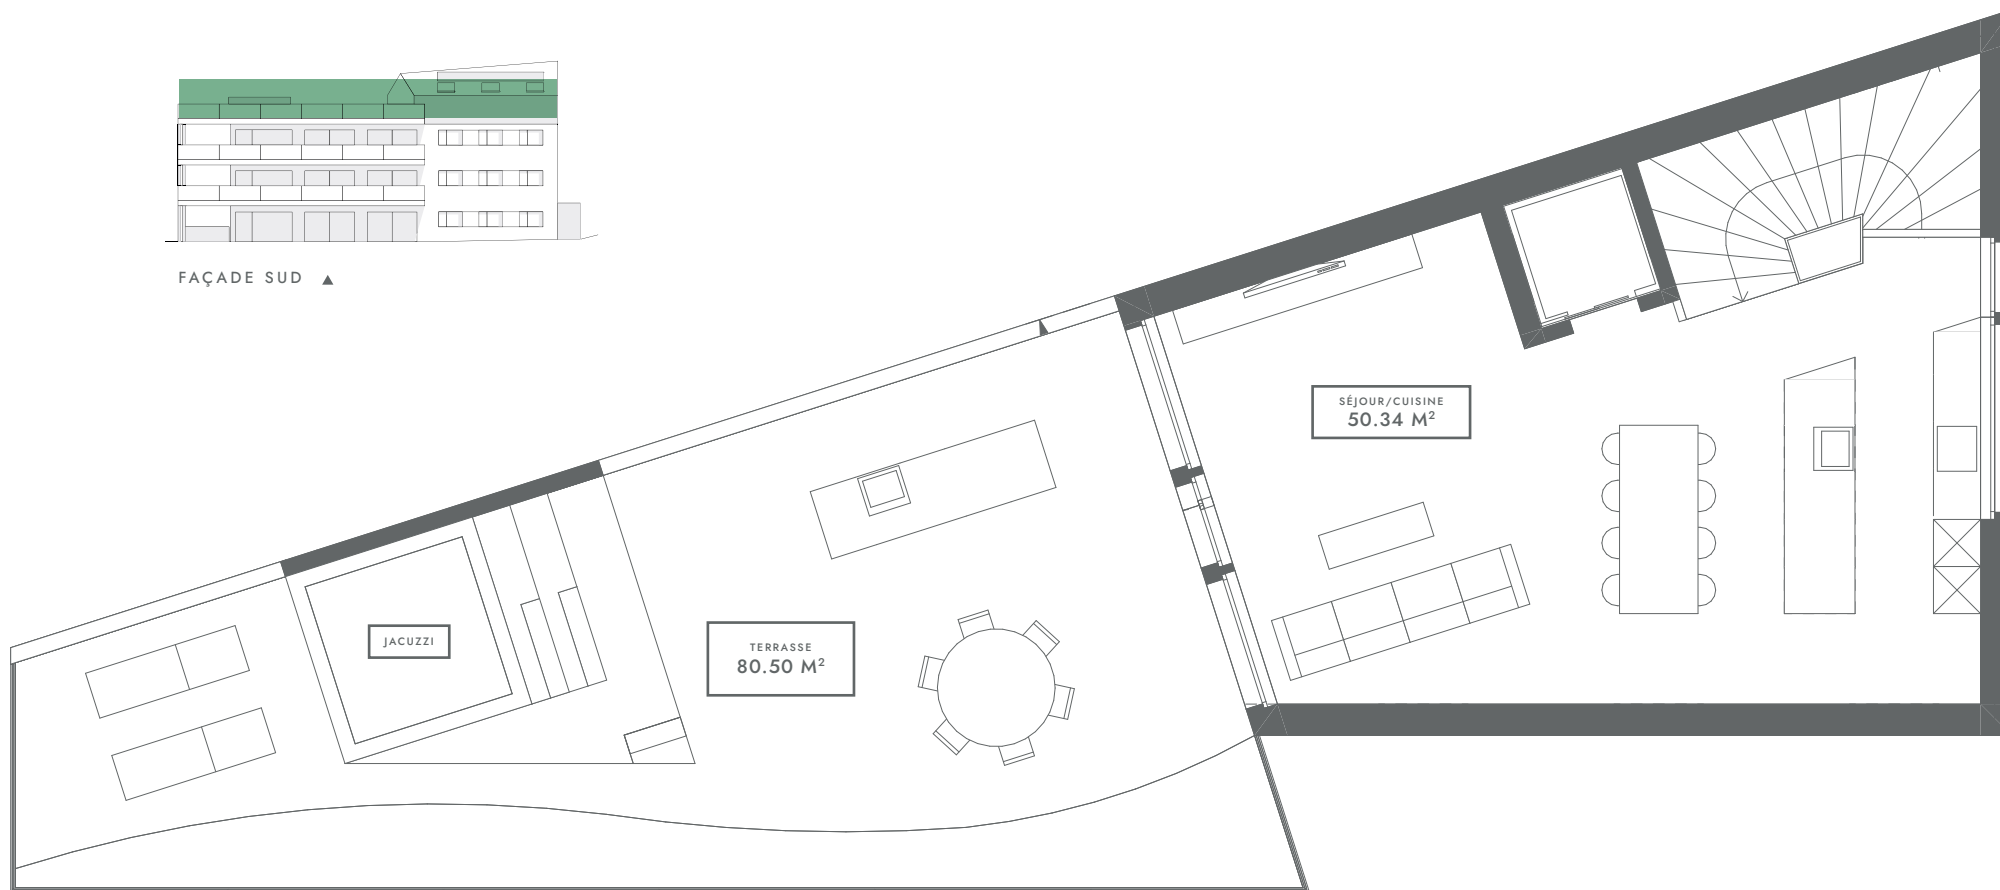 FAÇADE SUD ▲
SÉJOUR/CUISINE
50.34 M²
JACUZZI
TERRASSE
80.50 M²